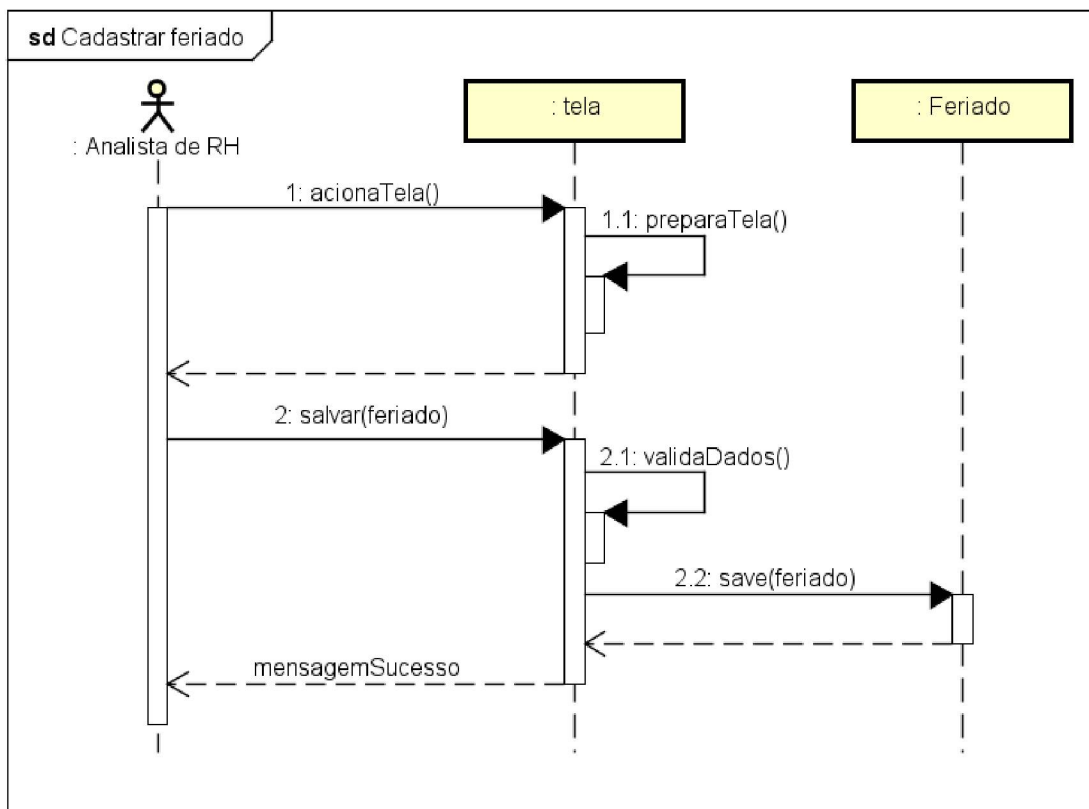 sd Cadastrar feriado
: Analista de RH
: tela
: Feriado
1: acionaTela()
1.1: preparaTela()
2: salvar(feriado)
2.1: validaDados()
2.2: save(feriado)
mensagemSucesso